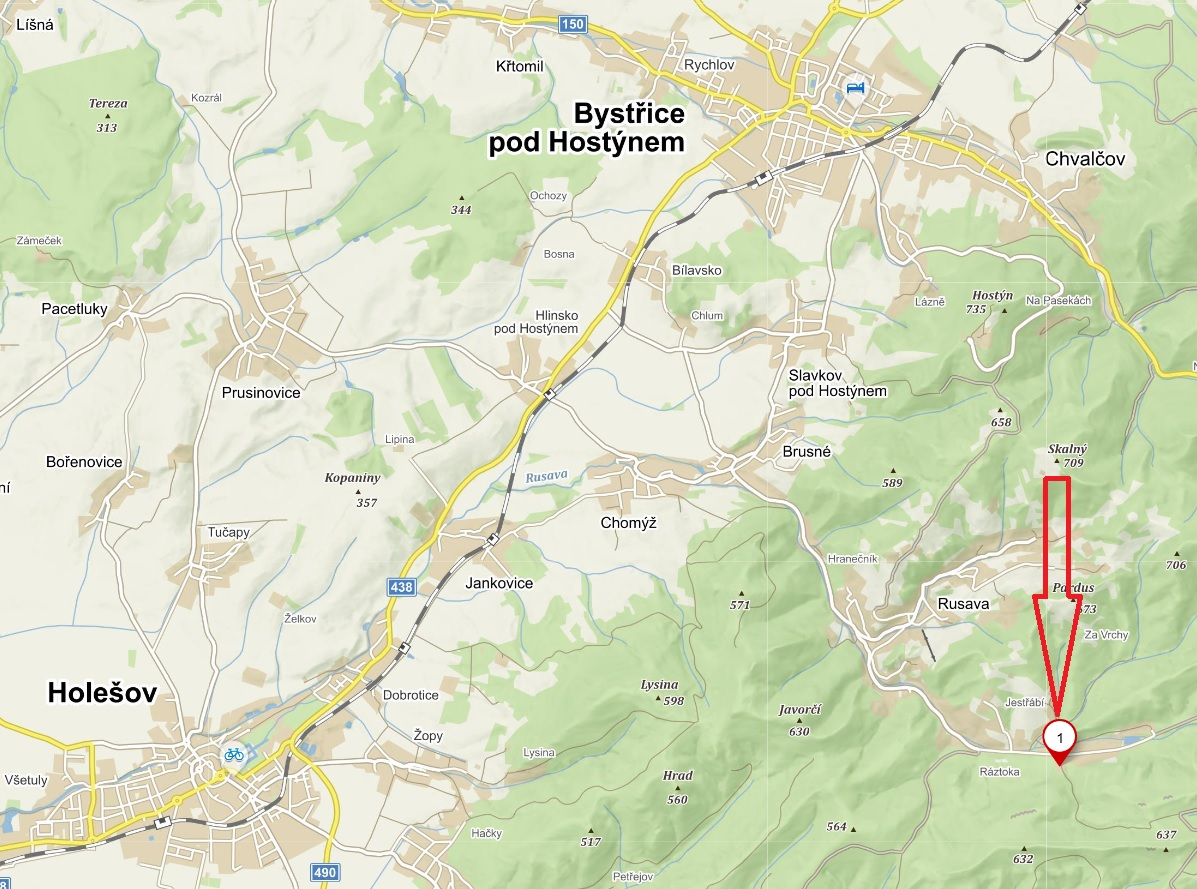 150
Líšná
Křtomil
Rychlov
Kozrál
Tereza
313
Bystřice
pod Hostýnem
Chvalčov
344
Ochozy
Zámeček
Bosna
Bílavsko
Lázně
Hostýn
735
Na Pasekách
Pacetluky
Hlinsko
pod Hostýnem
Chlum
N
Prusinovice
Slavkov
pod Hostýnem
658
Lipina
Brusné
Skalný
709
Bořenovice
Kopaniny
357
Rusava
589
ní
Chomýž
Tučapy
Hranečník
706
438
Jankovice
571
Rusava
Pardus
673
Želkov
Za Vrchy
Holešov
Dobrotice
Lysina
598
Javorčí
630
Jestřábí
Žopy
1
Lysina
Všetuly
Hrad
560
Ráztoka
Hačky
517
564
637
632
490
Petřejov
8